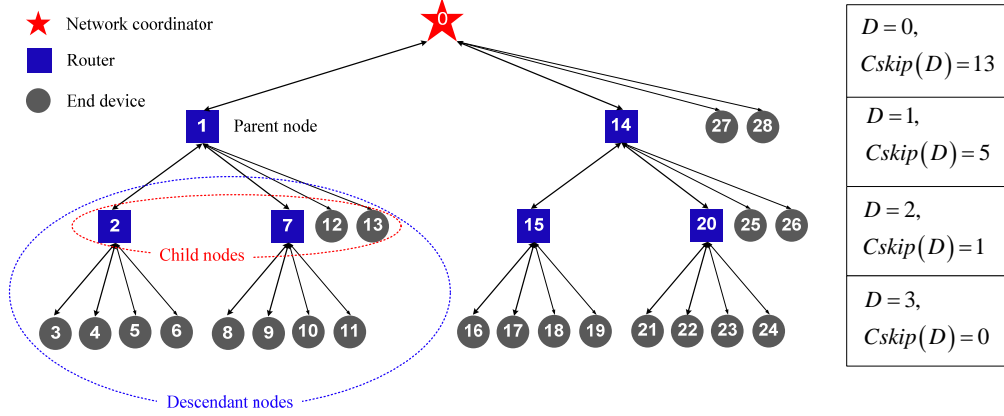 0
Network coordinator
Router
End device
1
Parent node
14
27
28
2
7
12
13
15
20
25
26
Child nodes
3
4
5
6
8
9
10
11
16
17
18
19
21
22
23
24
Descendant nodes
D = 0,
Cskip(D) = 13
D = 1,
Cskip(D) = 5
D = 2,
Cskip(D) = 1
D = 3,
Cskip(D) = 0